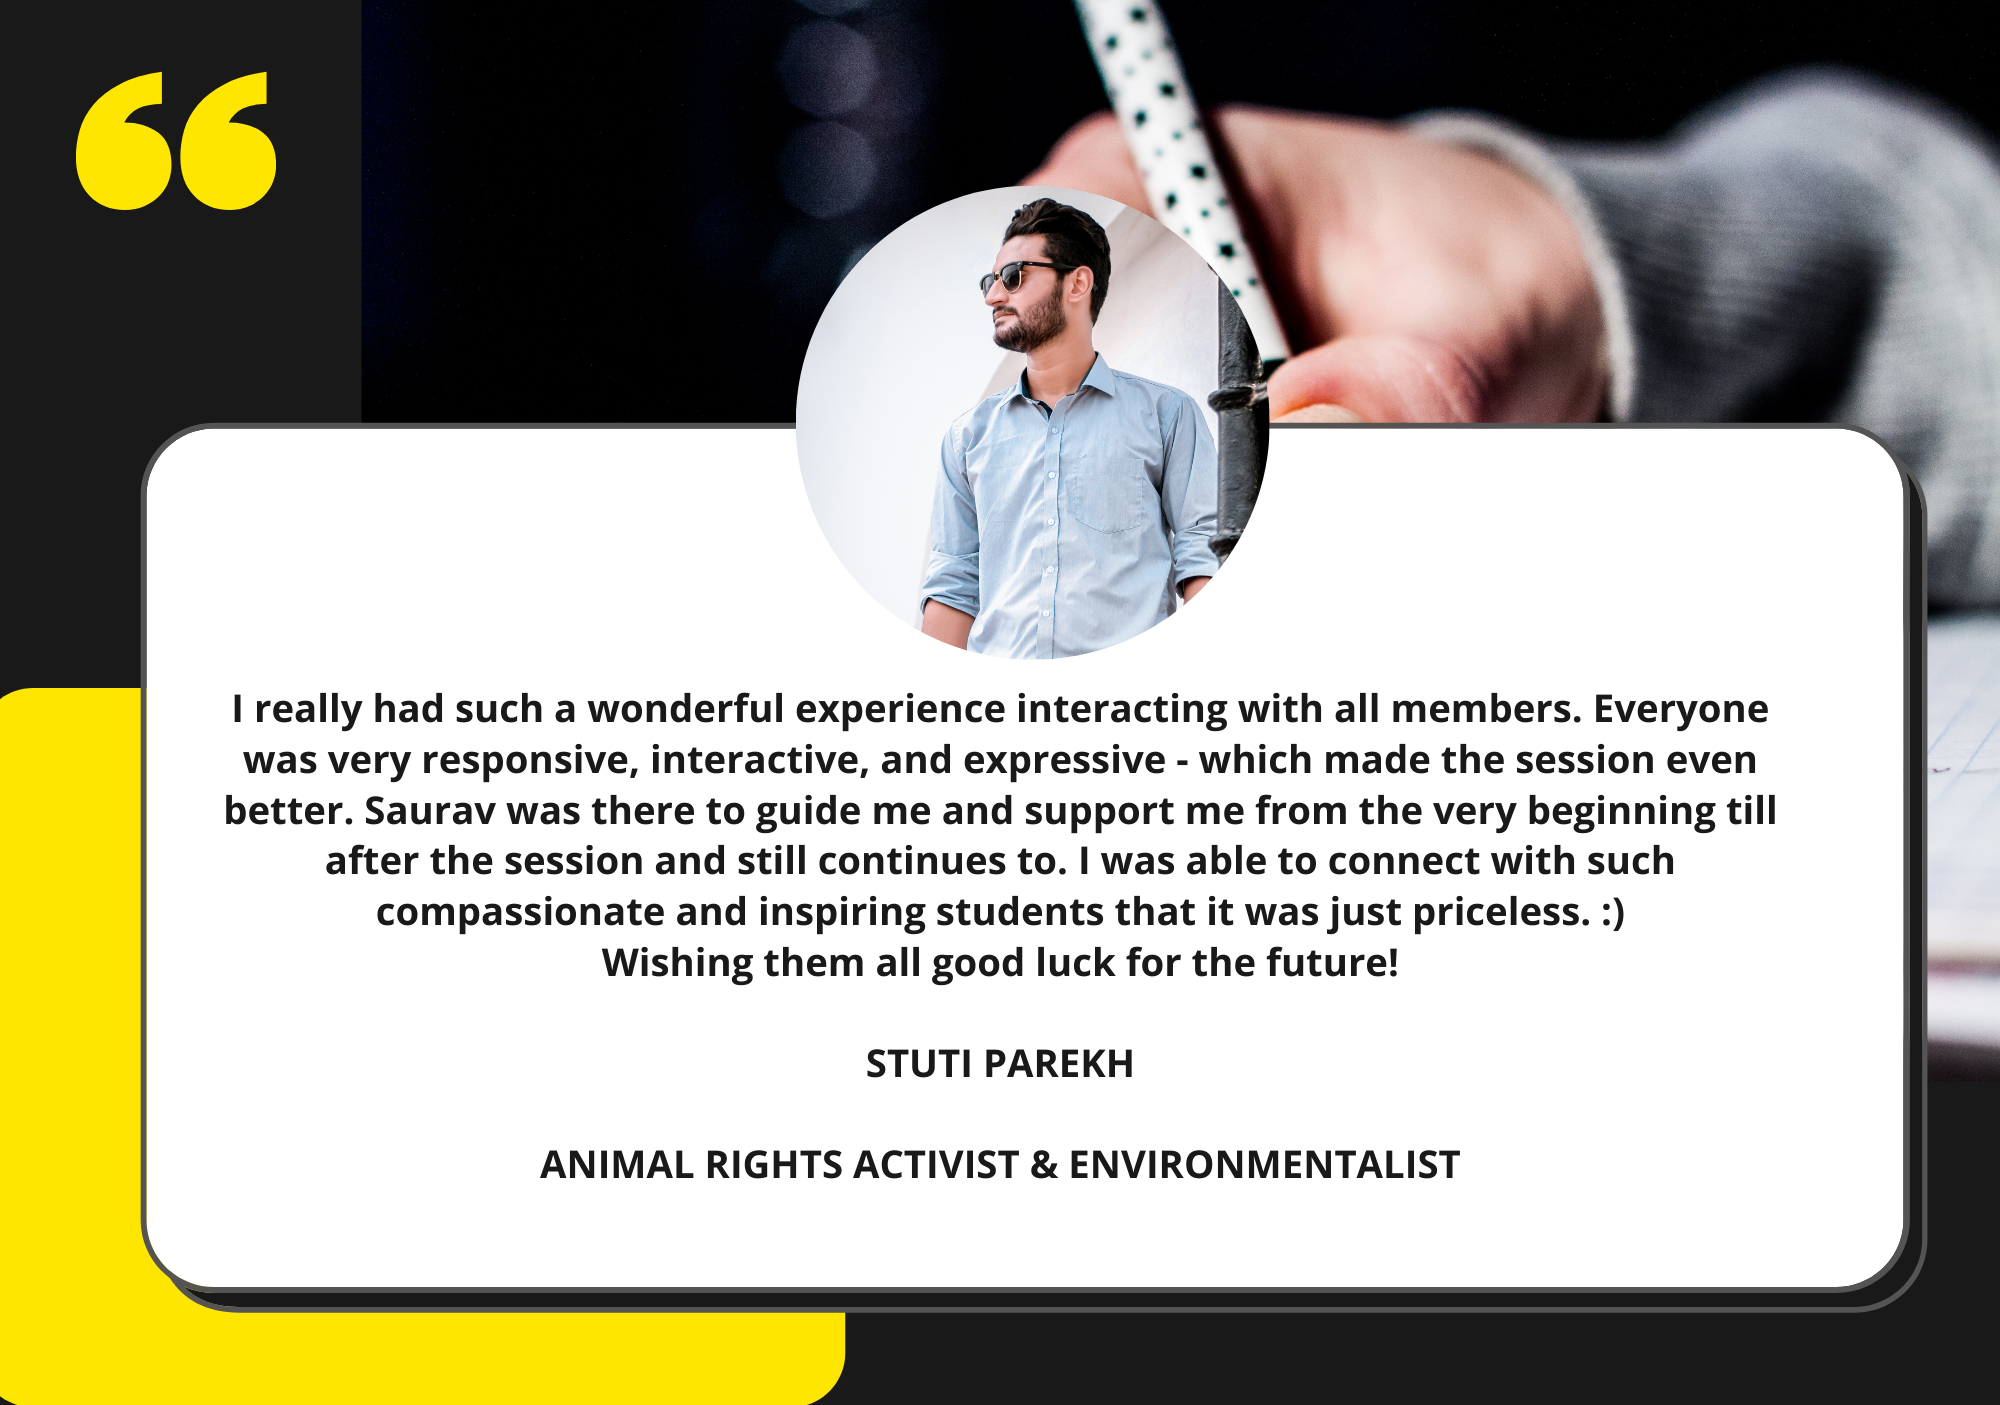 “
I really had such a wonderful experience interacting with all members. Everyone
was very responsive, interactive, and expressive - which made the session even
better. Saurav was there to guide me and support me from the very beginning till
after the session and still continues to. I was able to connect with such
compassionate and inspiring students that it was just priceless. :)
Wishing them all good luck for the future!
STUTI PAREKH
ANIMAL RIGHTS ACTIVIST & ENVIRONMENTALIST